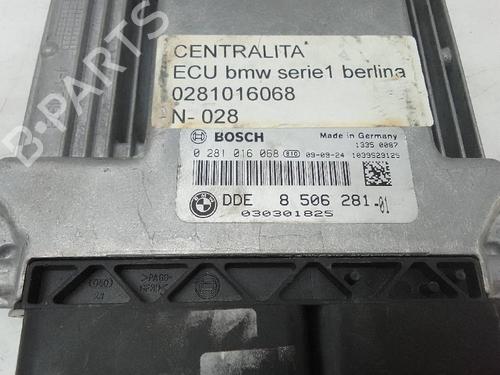 CENTRALITA
ECU bmw serie1 berlina
0281016068
N- 028
BOSCH
Made in Germany
1335 0087
0 281 016 068
09-09-24
1039S29125
DDE 8 506 281-01
030301825
B-PARTS